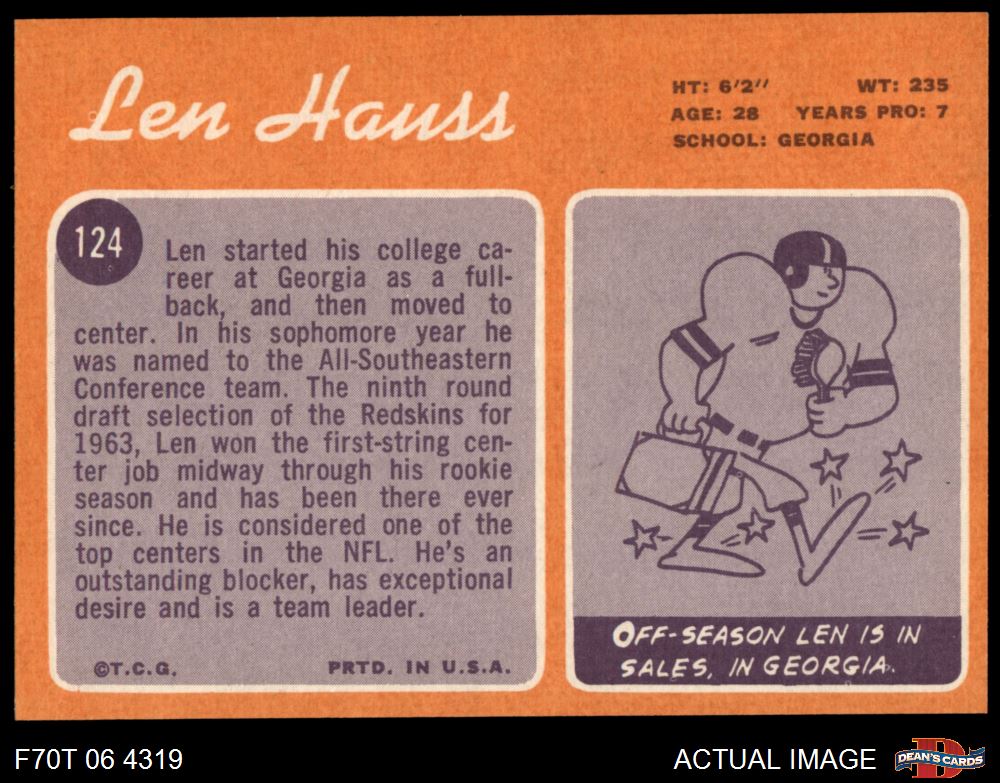 Len Hauss
HT: 6'2'' WT: 235
AGE: 28 YEARS PRO: 7
SCHOOL: GEORGIA
124
Len started his college ca-
reer at Georgia as a full-
back, and then moved to
center. In his sophomore year he
was named to the All-Southeastern
Conference team. The ninth round
draft selection of the Redskins for
1963, Len won the first-string cen-
ter job midway through his rookie
season and has been there ever
since. He is considered one of the
top centers in the NFL. He's an
outstanding blocker, has exceptional
desire and is a team leader.
©T.C.G. PRTD. IN U.S.A.
OFF-SEASON LEN IS IN
SALES, IN GEORGIA.
F70T 06 4319
ACTUAL IMAGE
D
DEAN'S CARDS